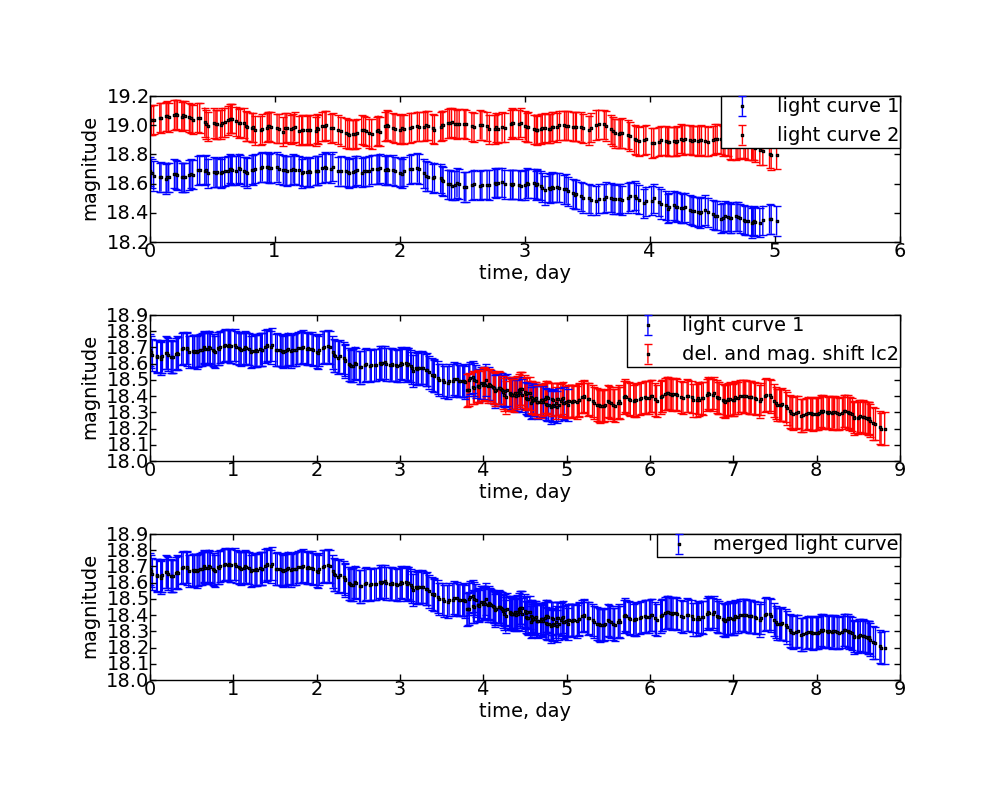 19.2
19.0
18.8
18.6
18.4
18.2
magnitude
light curve 1
light curve 2
0 1 2 3 4 5 6
time, day
18.9
18.8
18.7
18.6
18.5
18.4
18.3
18.2
18.1
18.0
magnitude
light curve 1
del. and mag. shift lc2
0 1 2 3 4 5 6 7 8 9
time, day
18.9
18.8
18.7
18.6
18.5
18.4
18.3
18.2
18.1
18.0
magnitude
merged light curve
0 1 2 3 4 5 6 7 8 9
time, day